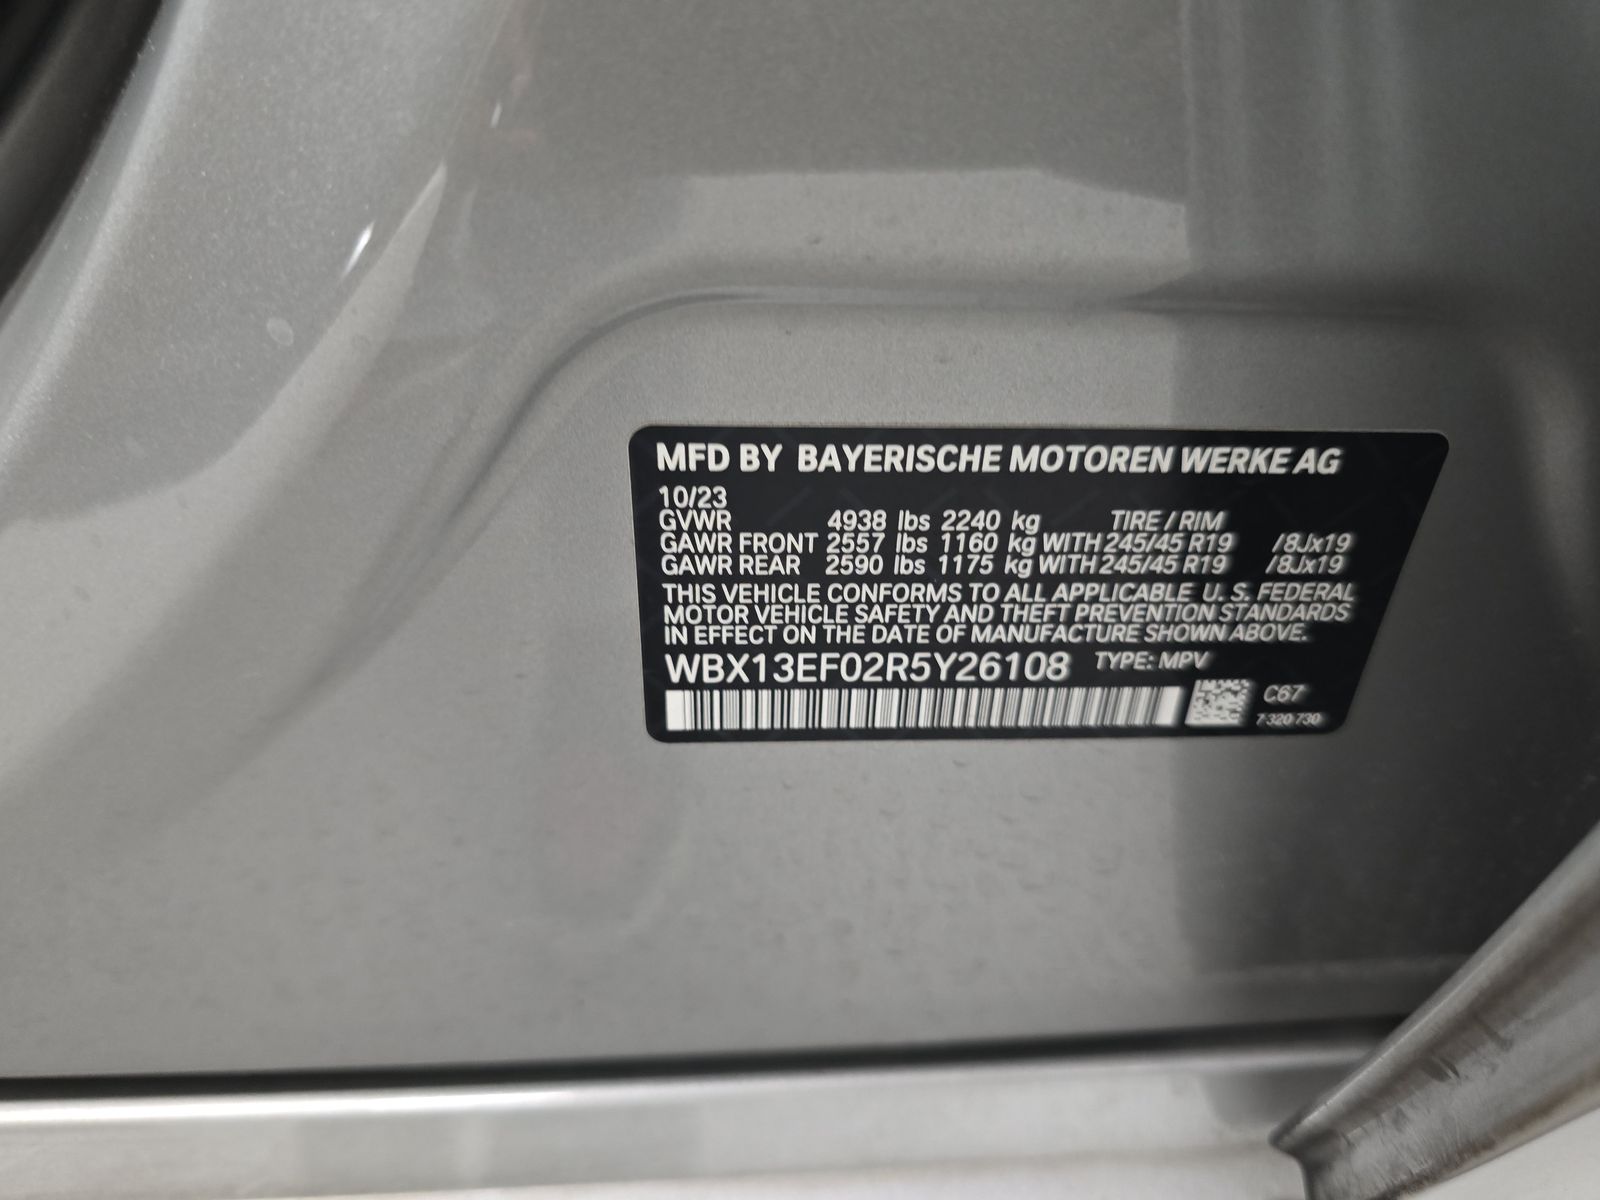 MFD BY BAYERISCHE MOTOREN WERKE AG
10/23
GVWR 4938 lbs 2240 kg TIRE / RIM
GAWR FRONT 2557 lbs 1160 kg WITH 245/45 R19 /8Jx19
GAWR REAR 2590 lbs 1175 kg WITH 245/45 R19 /8Jx19
THIS VEHICLE CONFORMS TO ALL APPLICABLE U. S. FEDERAL
MOTOR VEHICLE SAFETY AND THEFT PREVENTION STANDARDS
IN EFFECT ON THE DATE OF MANUFACTURE SHOWN ABOVE.
WBX13EF02R5Y26108 TYPE: MPV
C67
7 320 730